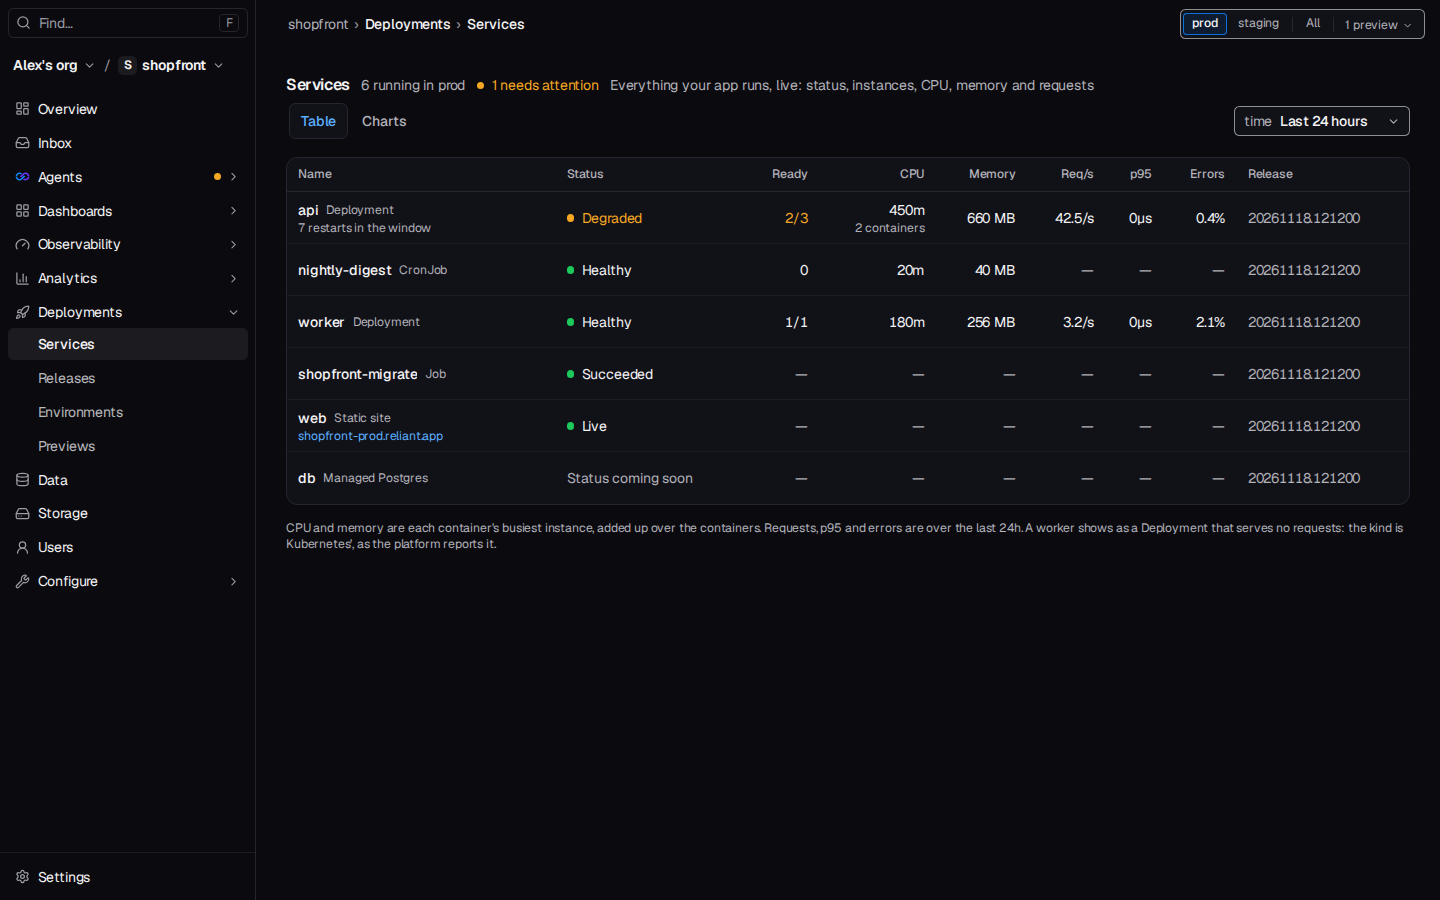 Find... F
Alex's org / S shopfront
Overview
Inbox
Agents
Dashboards
Observability
Analytics
Deployments
Services
Releases
Environments
Previews
Data
Storage
Users
Configure
Settings
shopfront › Deployments › Services
prod staging All 1 preview
Services 6 running in prod 1 needs attention Everything your app runs, live: status, instances, CPU, memory and requests
Table Charts
time Last 24 hours
Name Status Ready CPU Memory Req/s p95 Errors Release
api Deployment Degraded 2/3 450m 660 MB 42.5/s 0µs 0.4% 20261118.121200
7 restarts in the window 2 containers
nightly-digest CronJob Healthy 0 20m 40 MB — — — 20261118.121200
worker Deployment Healthy 1/1 180m 256 MB 3.2/s 0µs 2.1% 20261118.121200
shopfront-migrate Job Succeeded — — — — — — 20261118.121200
web Static site Live — — — — — — 20261118.121200
shopfront-prod.reliant.app
db Managed Postgres Status coming soon — — — — — — 20261118.121200
CPU and memory are each container's busiest instance, added up over the containers. Requests, p95 and errors are over the last 24h. A worker shows as a Deployment that serves no requests: the kind is
Kubernetes', as the platform reports it.